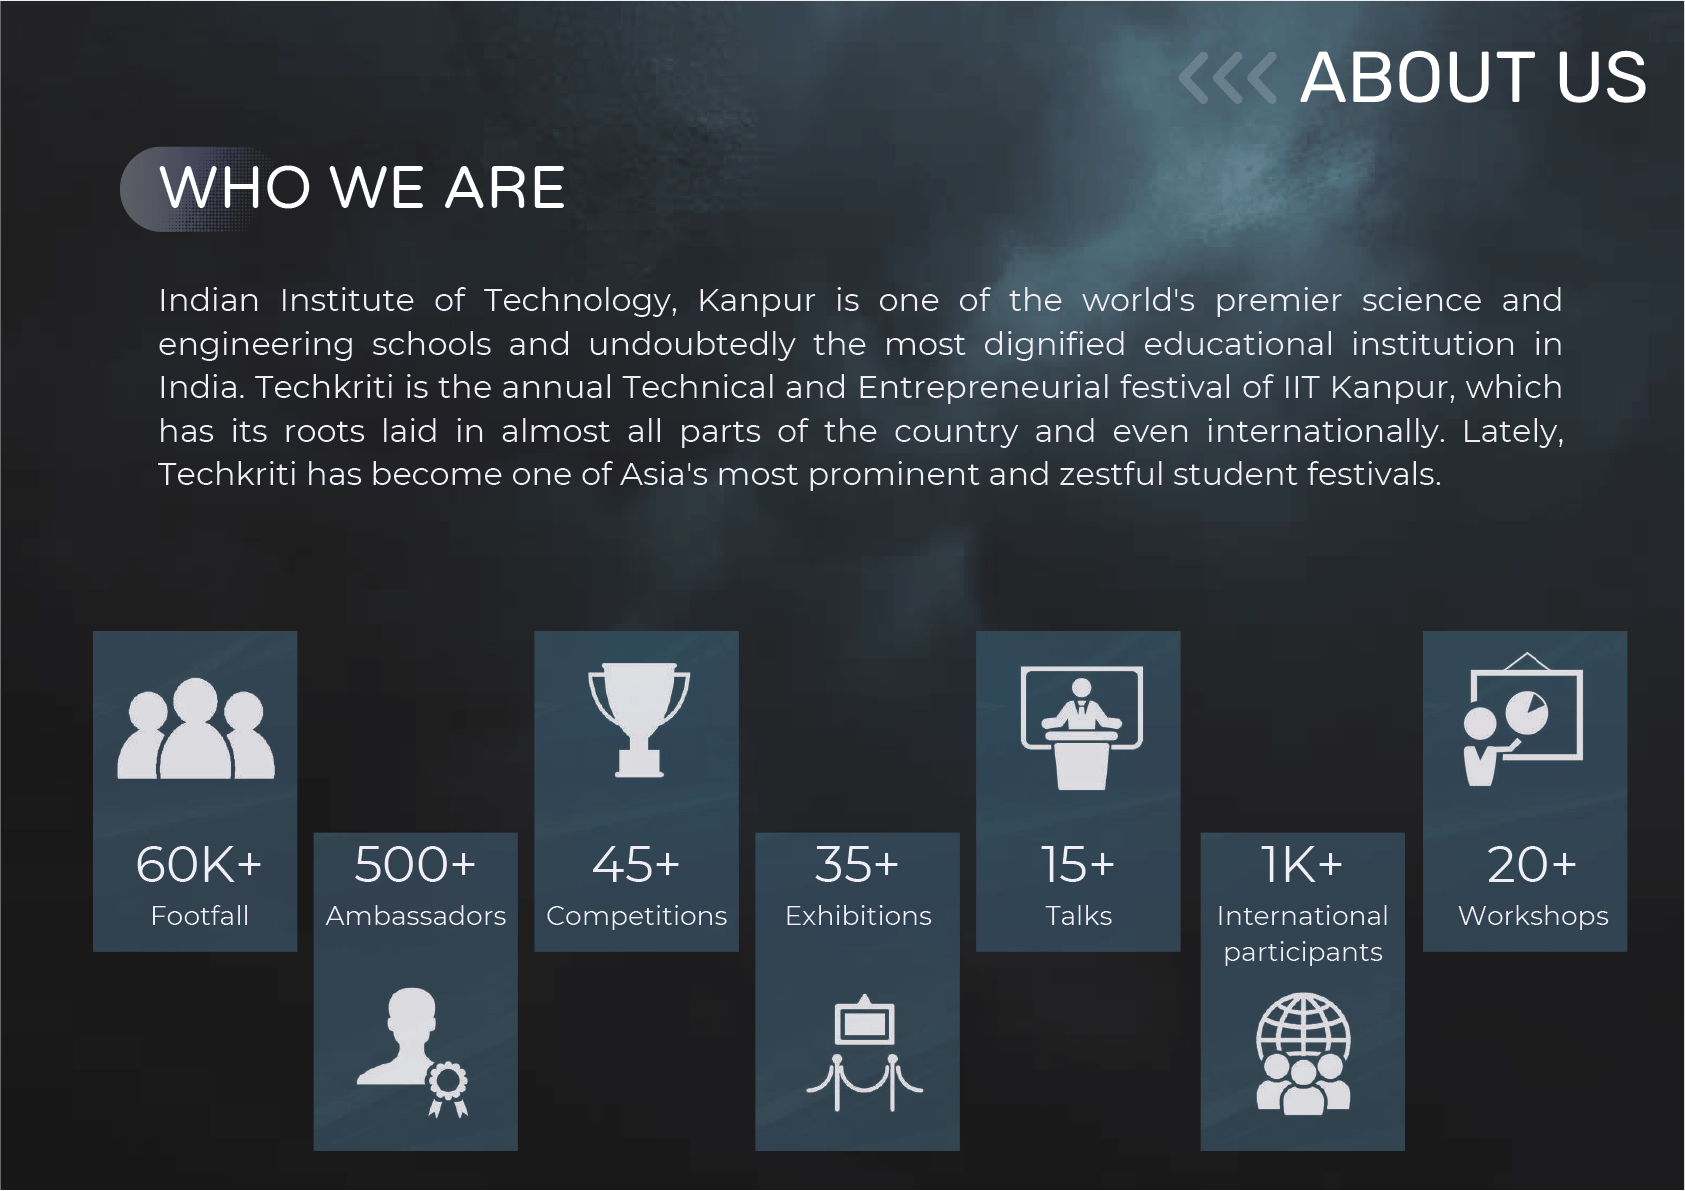 ABOUT US
WHO WE ARE
Indian Institute of Technology, Kanpur is one of the world's premier science and
engineering schools and undoubtedly the most dignified educational institution in
India. Techkriti is the annual Technical and Entrepreneurial festival of IIT Kanpur, which
has its roots laid in almost all parts of the country and even internationally. Lately,
Techkriti has become one of Asia's most prominent and zestful student festivals.
60K+
Footfall
500+
Ambassadors
45+
Competitions
35+
Exhibitions
15+
Talks
1K+
International
participants
20+
Workshops